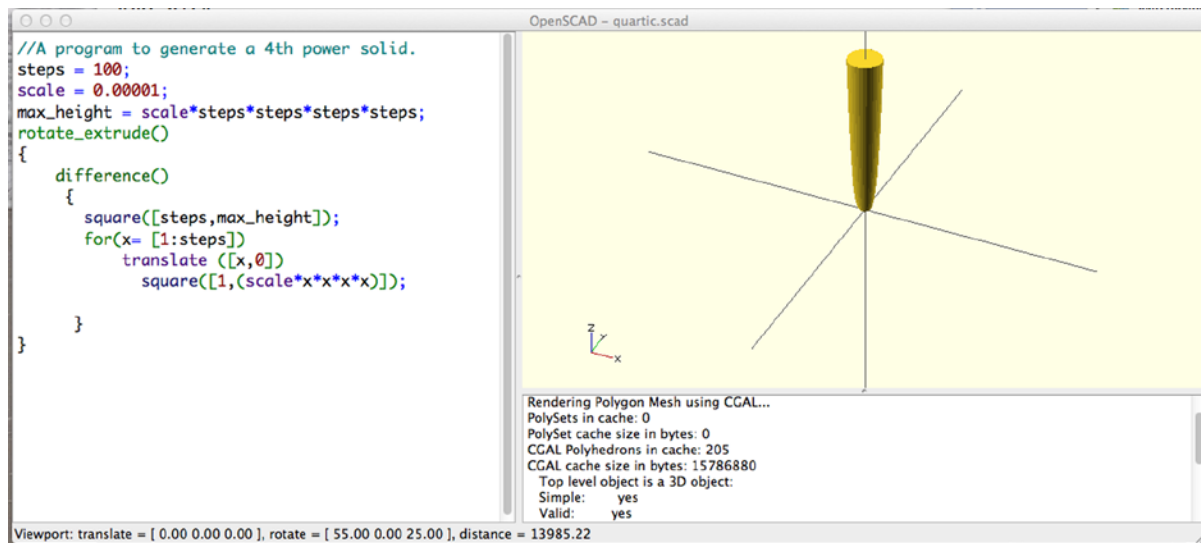 OpenSCAD – quartic.scad
//A program to generate a 4th power solid.
steps = 100;
scale = 0.00001;
max_height = scale*steps*steps*steps*steps;
rotate_extrude()
{
difference()
{
square([steps,max_height]);
for(x= [1:steps])
translate ([x,0])
square([1,(scale*x*x*x*x)]);
}
}
z
y
x
Rendering Polygon Mesh using CGAL...
PolySets in cache: 0
PolySet cache size in bytes: 0
CGAL Polyhedrons in cache: 205
CGAL cache size in bytes: 15786880
Top level object is a 3D object:
Simple: yes
Valid: yes
Viewport: translate = [ 0.00 0.00 0.00 ], rotate = [ 55.00 0.00 25.00 ], distance = 13985.22